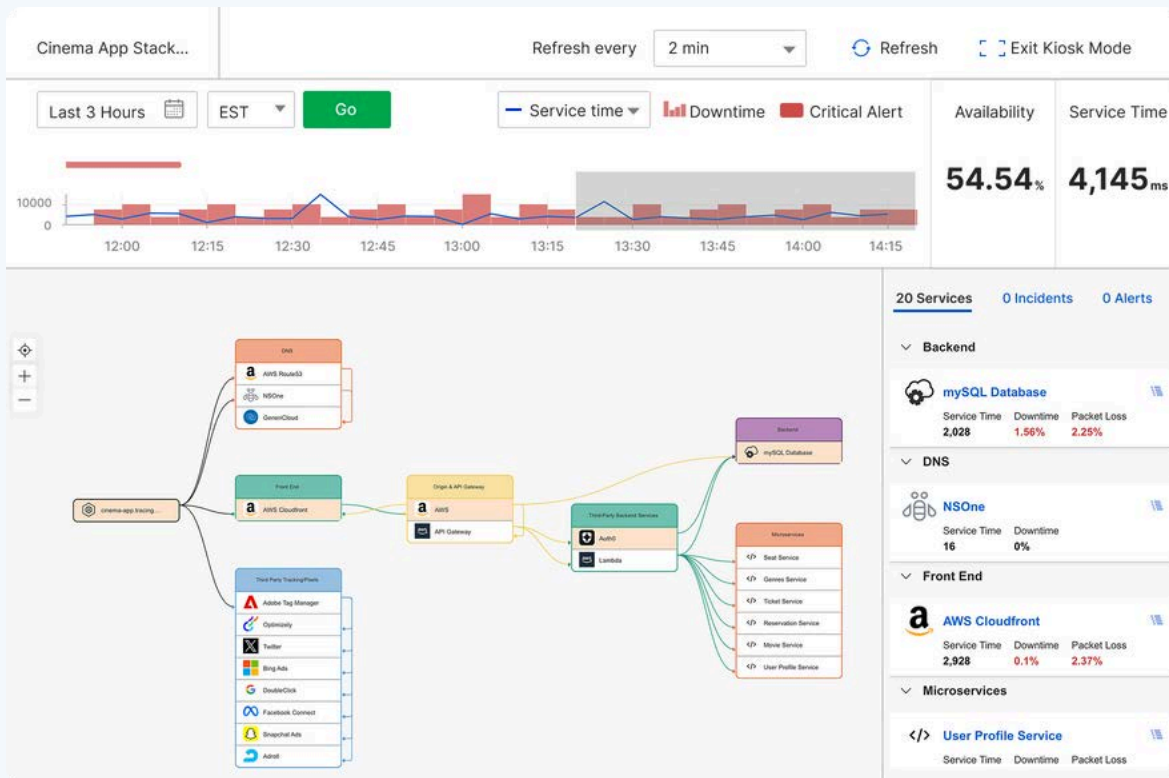 Cinema App Stack...
Refresh every 2 min Refresh Exit Kiosk Mode
Last 3 Hours EST Go Service time Downtime Critical Alert
Availability Service Time
54.54% 4,145ms
10000
0
12:00 12:15 12:30 12:45 13:00 13:15 13:30 13:45 14:00 14:15
20 Services 0 Incidents 0 Alerts
cinema-app.tracing...
DNS
AWS Route53
NSOne
Front End
AWS Cloudfront
Third Party Tracking/Pixels
Adobe Tag Manager
Optimizely
Twitter
Bing Ads
DoubleClick
Facebook Connect
Snapchat Ads
Adroll
Origin & API Gateway
AWS
API Gateway
Third-Party Backend Services
Auth0
Lambda
Backend
mySQL Database
Microservices
Seat Service
Genres Service
Ticket Service
Reservation Service
Movie Service
User Profile Service
Backend
mySQL Database
Service Time Downtime Packet Loss
2,028 1.56% 2.25%
DNS
NSOne
Service Time Downtime
16 0%
Front End
AWS Cloudfront
Service Time Downtime Packet Loss
2,928 0.1% 2.37%
Microservices
User Profile Service
Service Time Downtime Packet Loss